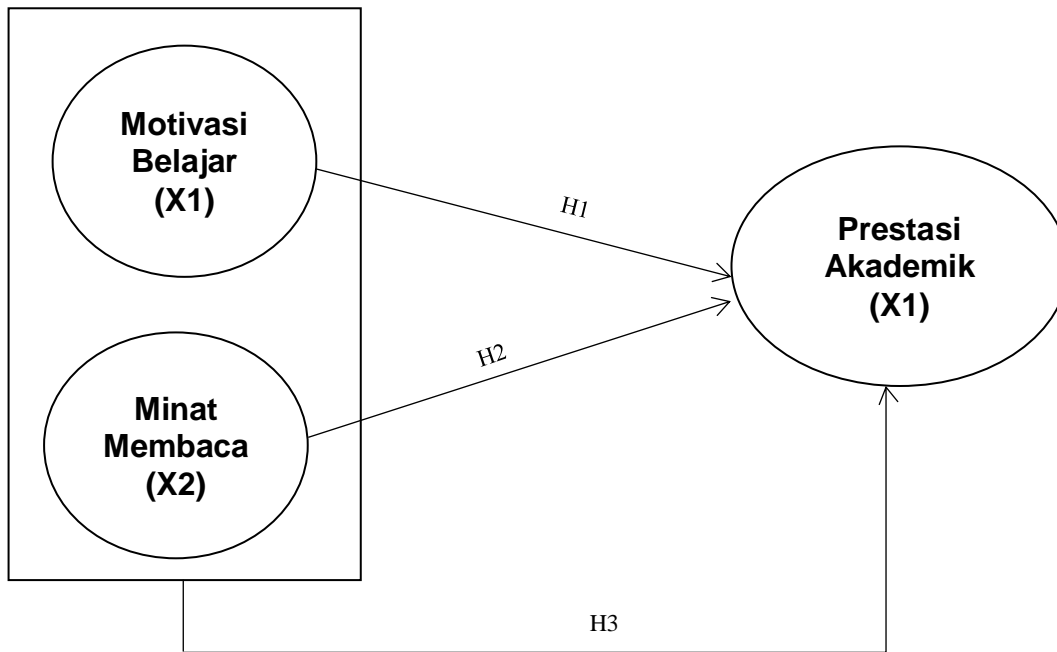 Motivasi
Belajar
(X1)
H1
Prestasi
Akademik
(X1)
H2
Minat
Membaca
(X2)
H3